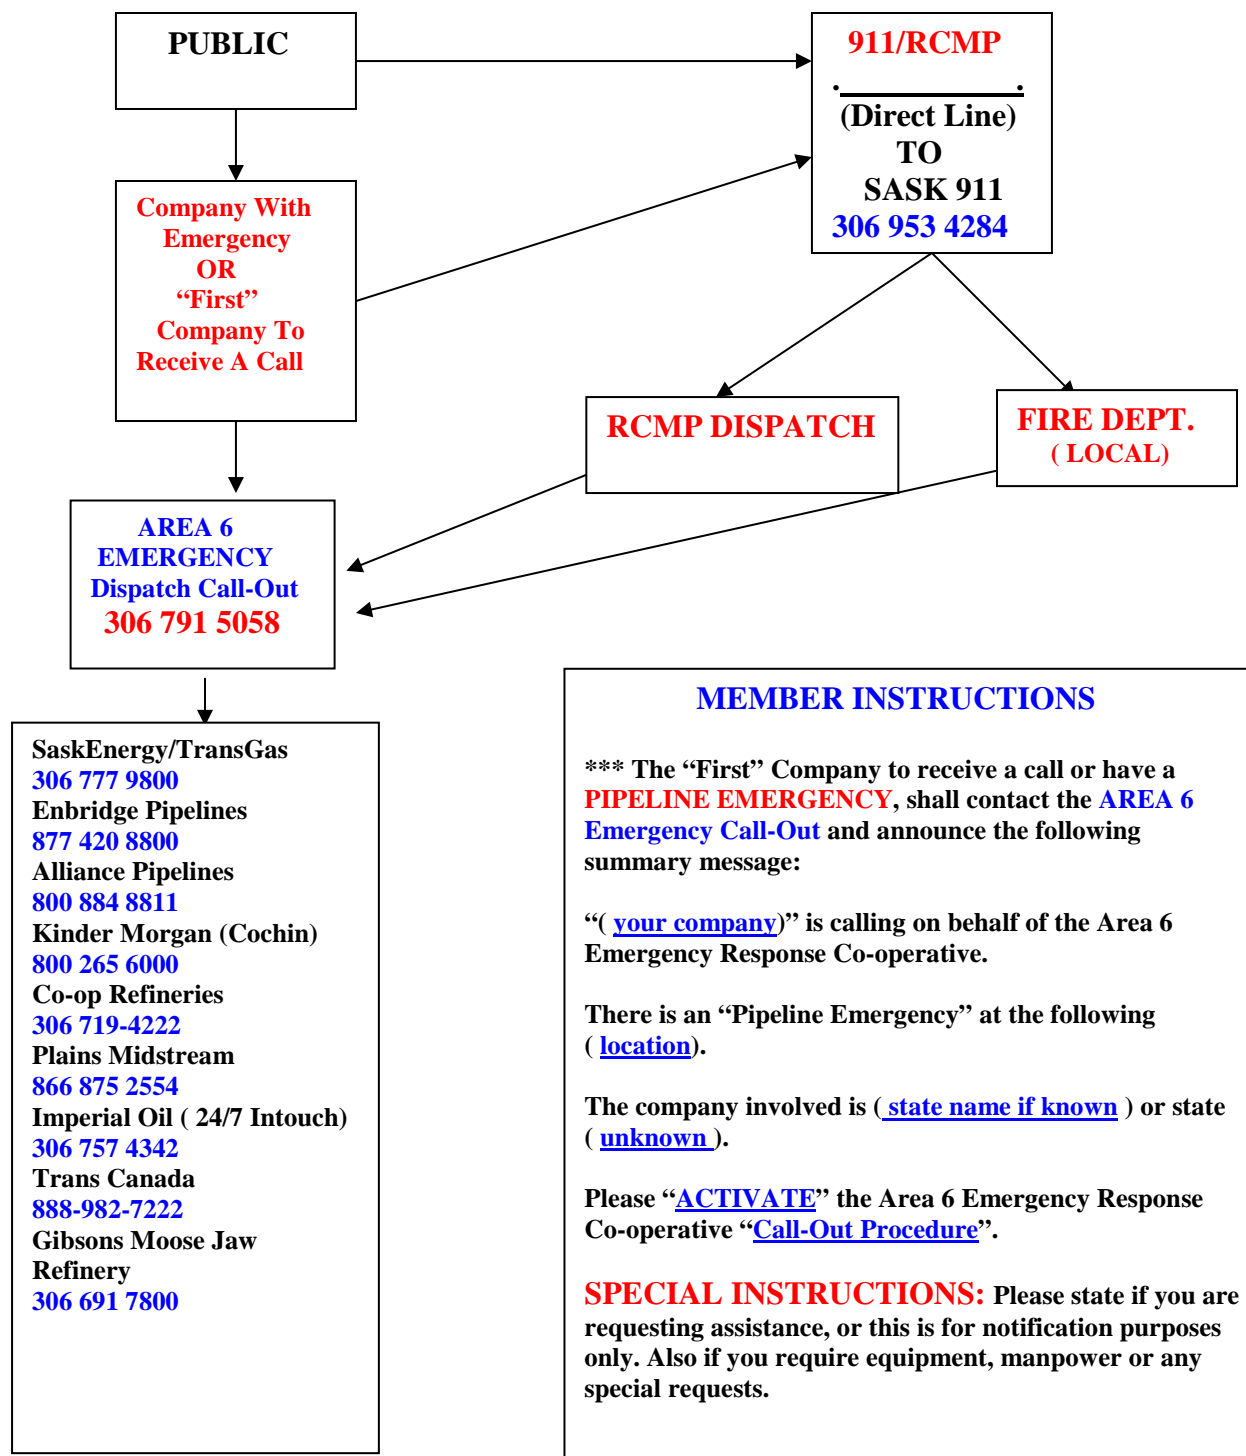 PUBLIC
911/RCMP
.____________.
(Direct Line)
TO
SASK 911
306 953 4284
Company With
Emergency
OR
“First”
Company To
Receive A Call
RCMP DISPATCH
FIRE DEPT.
( LOCAL)
AREA 6
EMERGENCY
Dispatch Call-Out
306 791 5058
SaskEnergy/TransGas
306 777 9800
Enbridge Pipelines
877 420 8800
Alliance Pipelines
800 884 8811
Kinder Morgan (Cochin)
800 265 6000
Co-op Refineries
306 719-4222
Plains Midstream
866 875 2554
Imperial Oil ( 24/7 Intouch)
306 757 4342
Trans Canada
888-982-7222
Gibsons Moose Jaw
Refinery
306 691 7800
MEMBER INSTRUCTIONS
*** The “First” Company to receive a call or have a
PIPELINE EMERGENCY, shall contact the AREA 6
Emergency Call-Out and announce the following
summary message:
“( your company)” is calling on behalf of the Area 6
Emergency Response Co-operative.
There is an “Pipeline Emergency” at the following
( location).
The company involved is ( state name if known ) or state
( unknown ).
Please “ACTIVATE” the Area 6 Emergency Response
Co-operative “Call-Out Procedure”.
SPECIAL INSTRUCTIONS: Please state if you are
requesting assistance, or this is for notification purposes
only. Also if you require equipment, manpower or any
special requests.